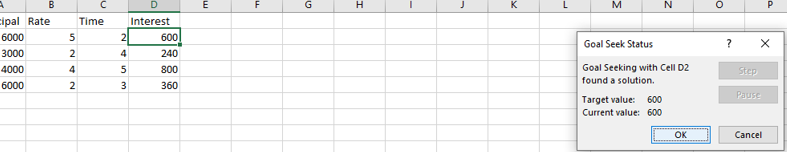 A B C D E F G H I J K L M N O P
cipal Rate Time Interest
6000 5 2 600
3000 2 4 240
4000 4 5 800
6000 2 3 360
Goal Seek Status ? ×
Goal Seeking with Cell D2
found a solution.
Step
Target value: 600
Pause
Current value: 600
OK Cancel